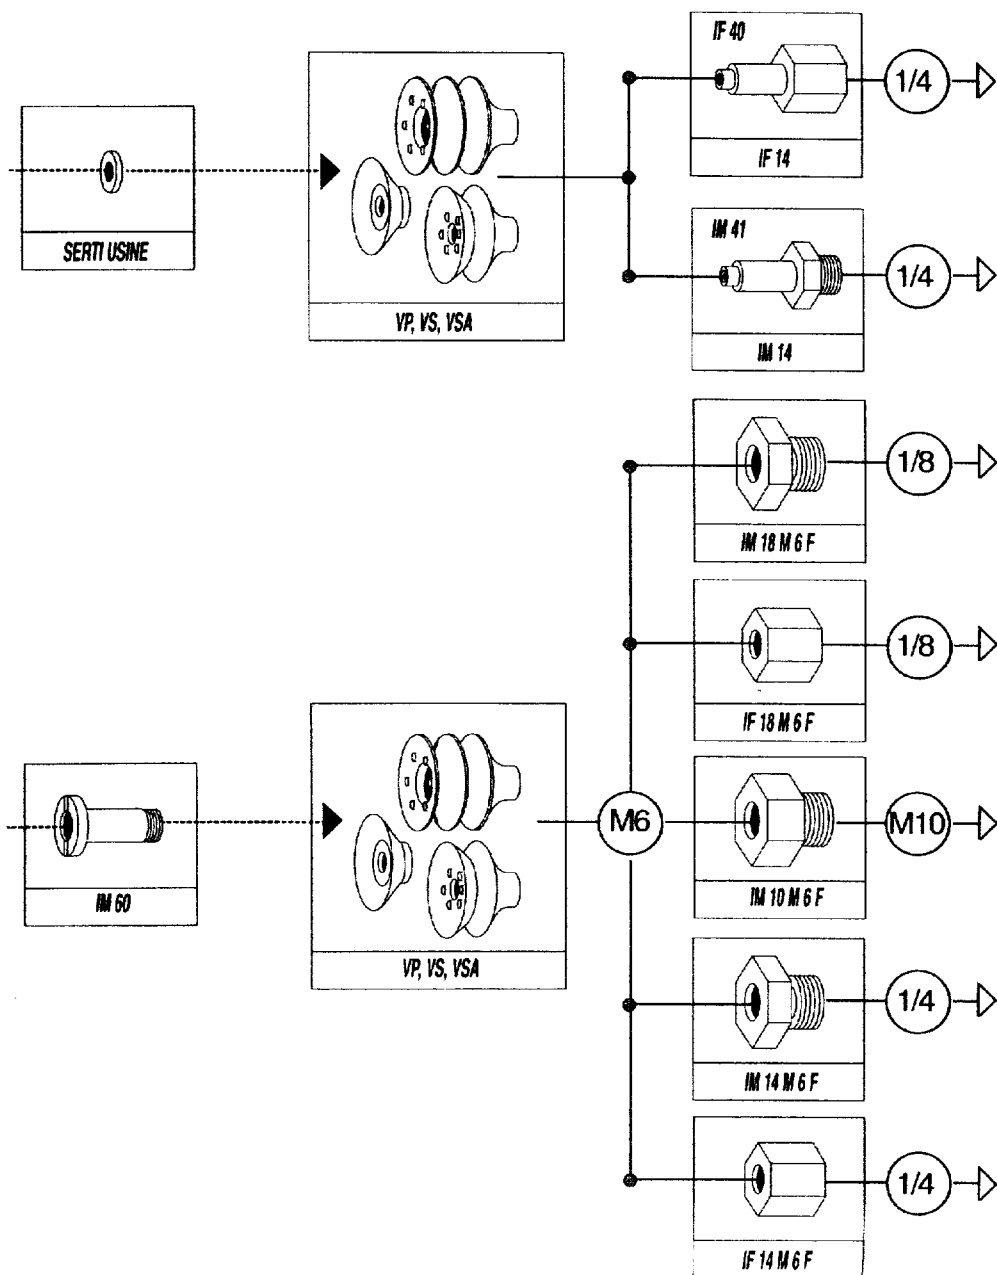 IF 40
1/4
IF 14
SERTI USINE
VP, VS, VSA
IM 41
1/4
IM 14
1/8
IM 18 M 6 F
1/8
IF 18 M 6 F
IM 60
VP, VS, VSA
M6
M10
IM 10 M 6 F
1/4
IM 14 M 6 F
1/4
IF 14 M 6 F